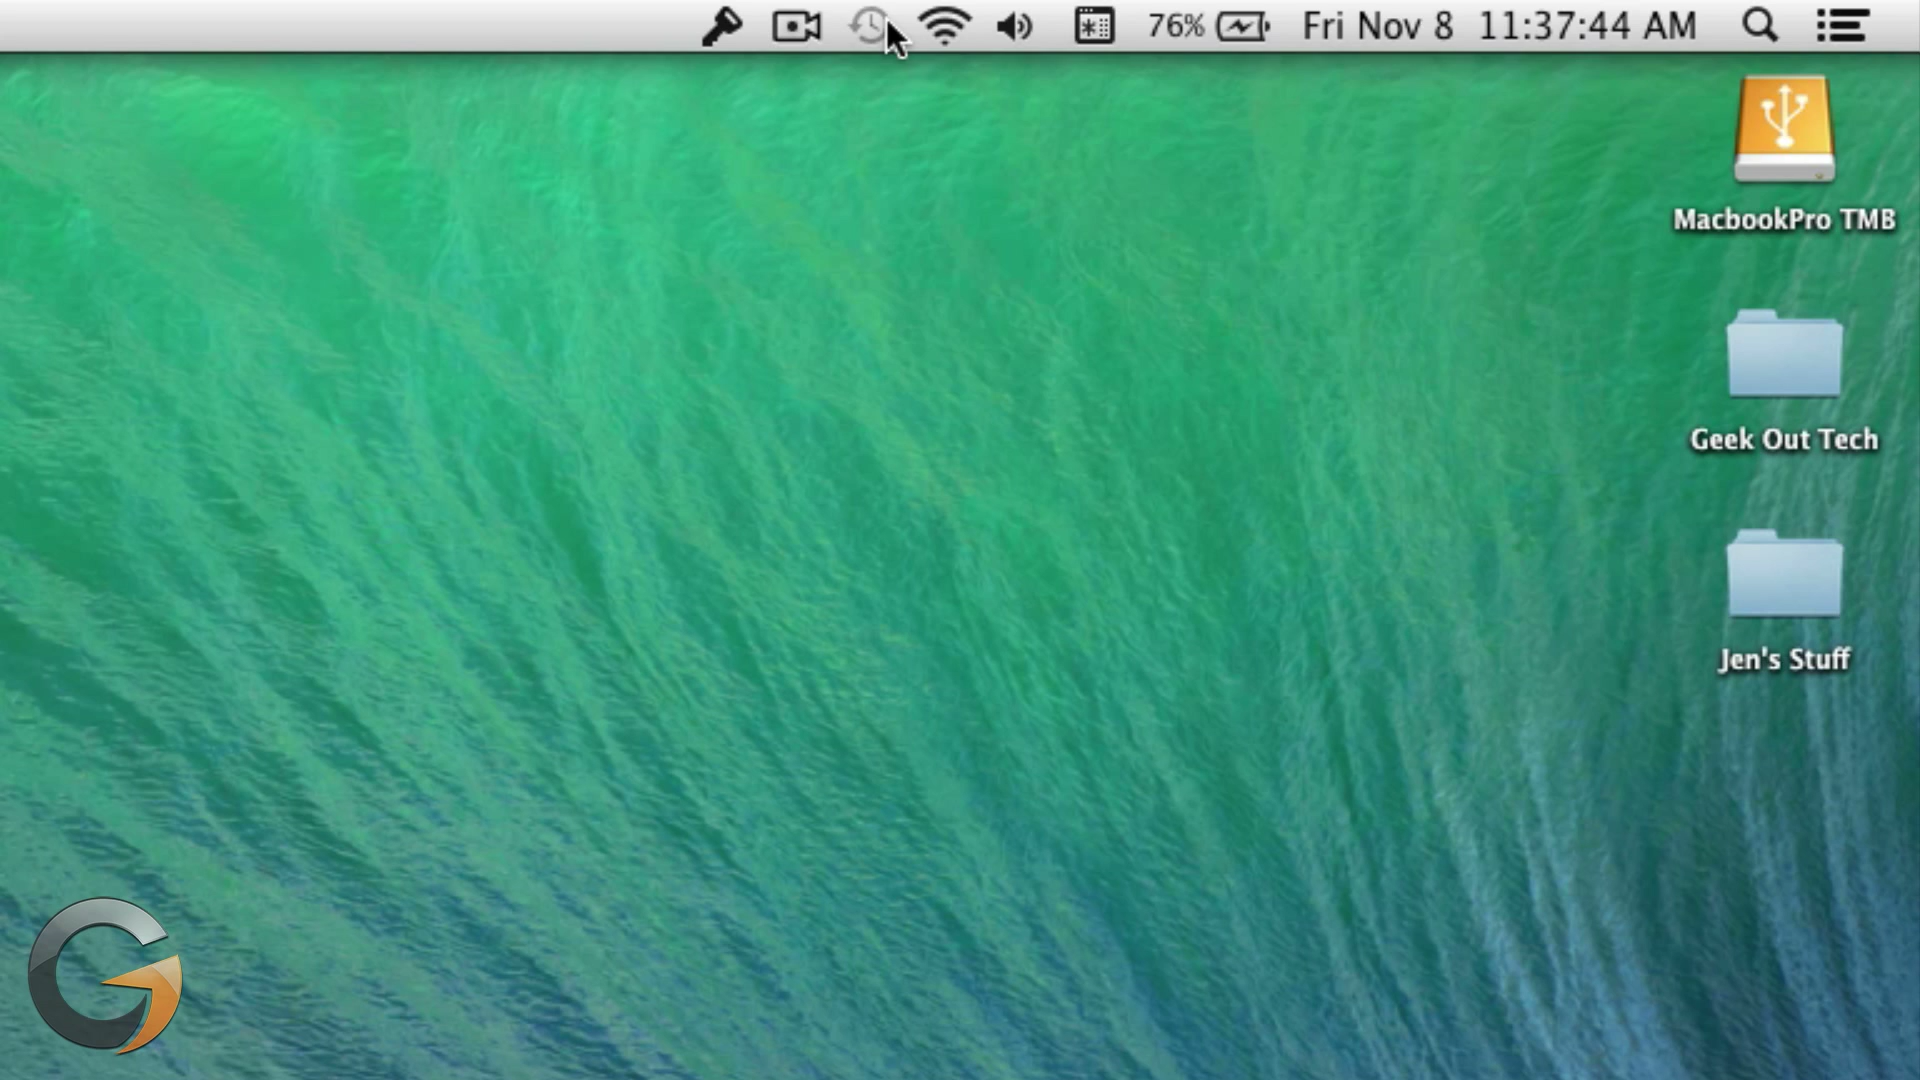 76% Fri Nov 8 11:37:44 AM
MacbookPro TMB
Geek Out Tech
Jen's Stuff